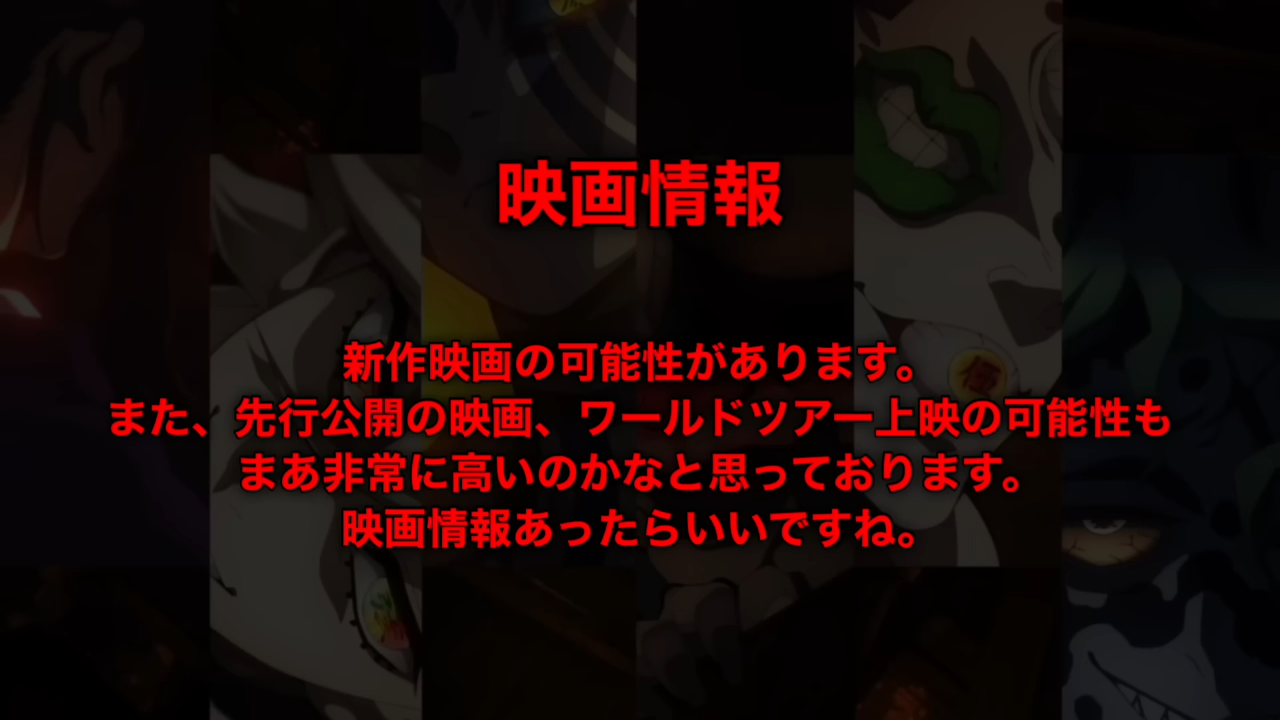 映画情報
新作映画の可能性があります。
また、先行公開の映画、ワールドツアー上映の可能性も
まあ非常に高いのかなと思っております。
映画情報あったらいいですね。